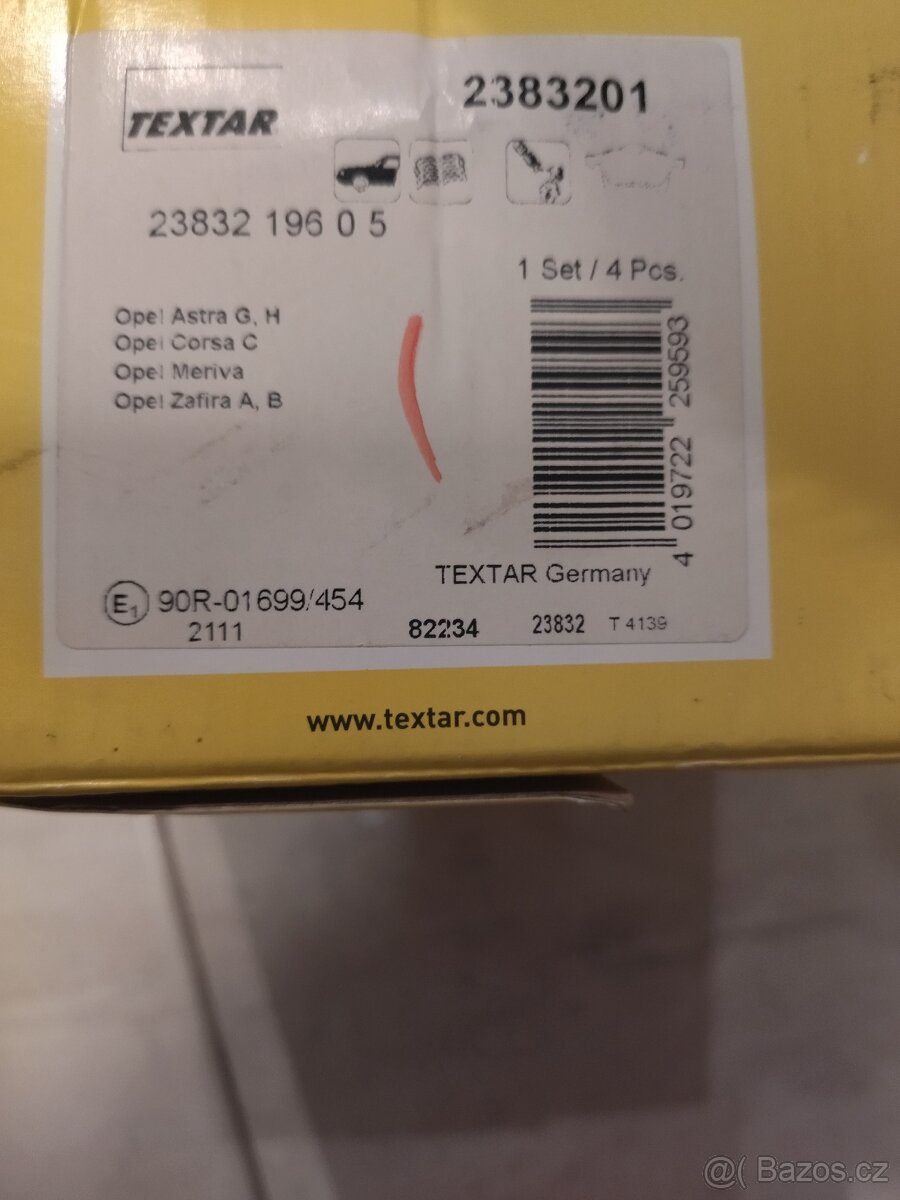 TEXTAR
2383201
23832 196 0 5
1 Set / 4 Pcs.
Opel Astra G, H
Opel Corsa C
Opel Meriva
Opel Zafira A, B
4 019722 259593
TEXTAR Germany
E1 90R-01699/454
2111
82234
23832
T 4139
www.textar.com
@( Bazos.cz